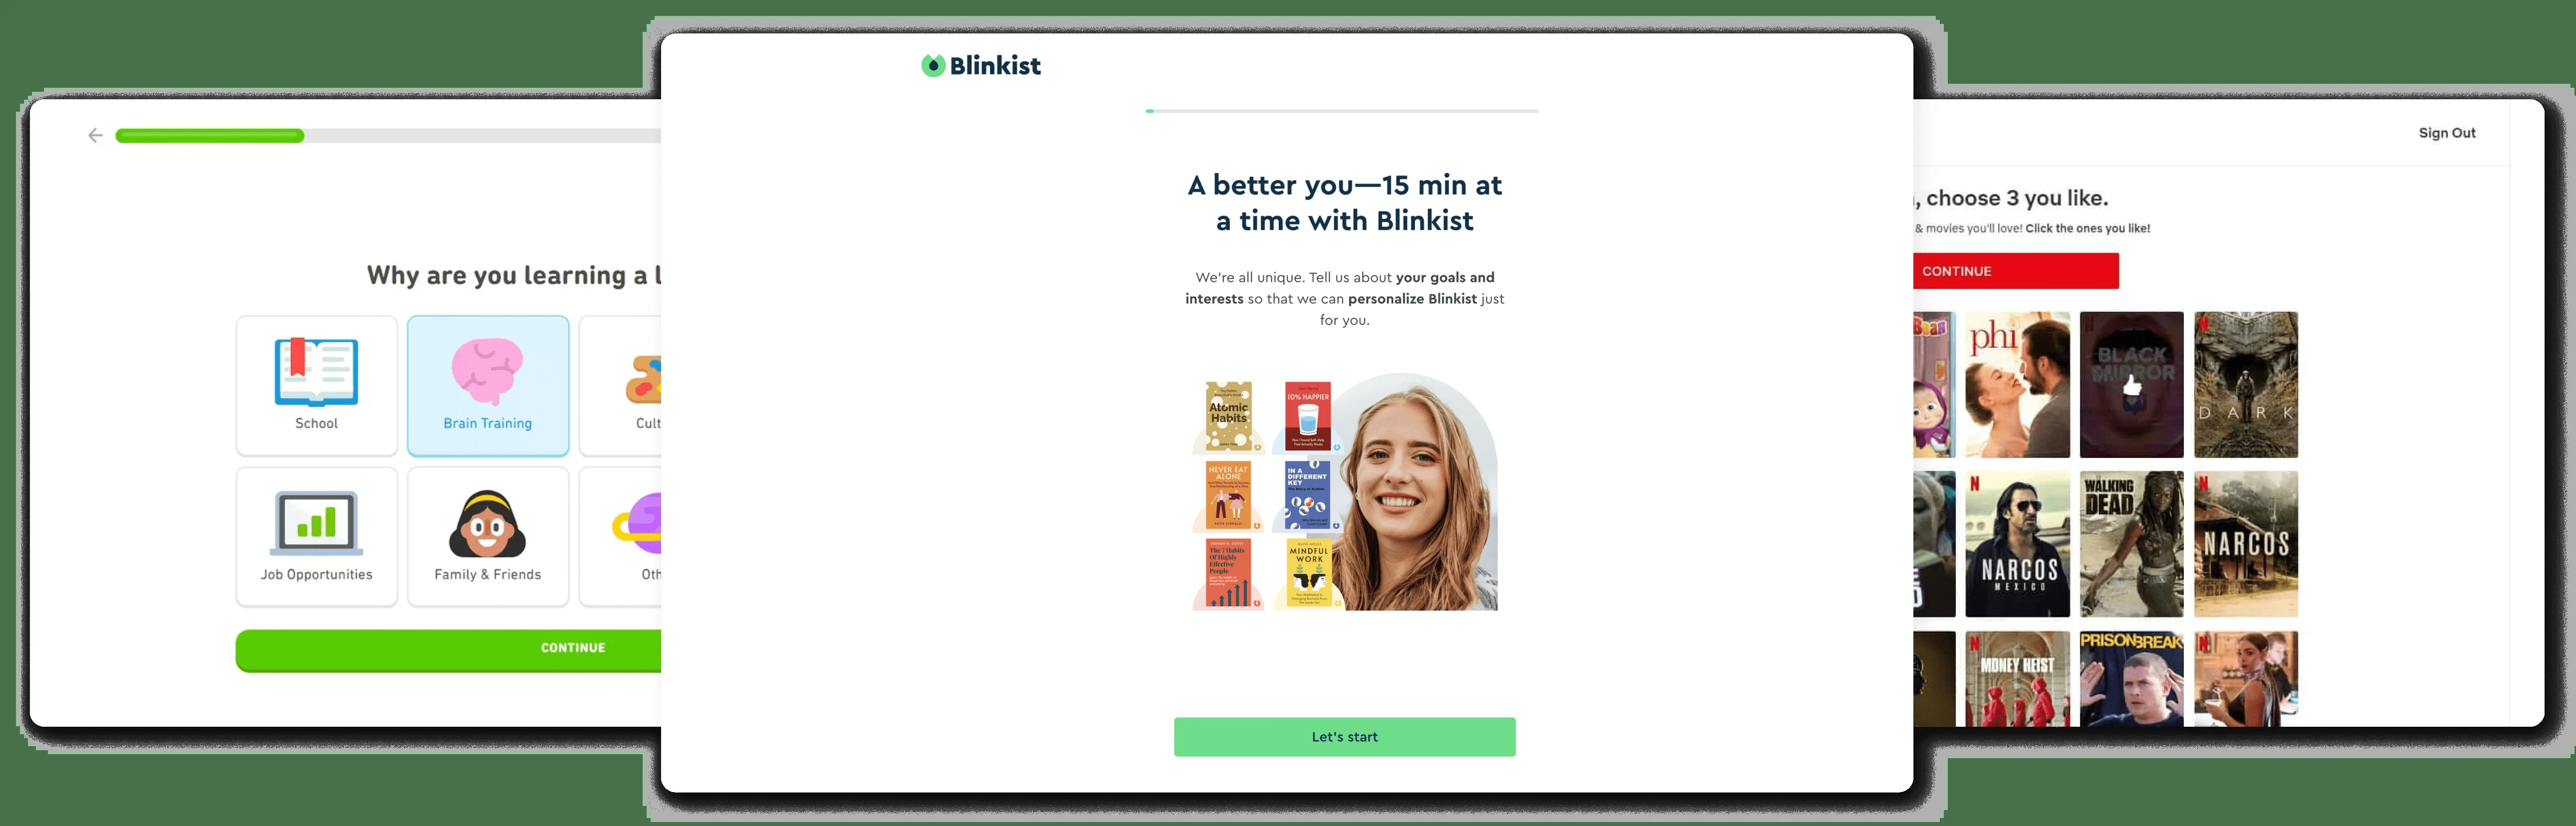 Why are you learning a l
School
Brain Training
Cult
Job Opportunities
Family & Friends
Oth
CONTINUE
Blinkist
A better you—15 min at
a time with Blinkist
We're all unique. Tell us about your goals and
interests so that we can personalize Blinkist just
for you.
Atomic
Habits
10% HAPPIER
NEVER EAT
ALONE
IN A
DIFFERENT
KEY
The 7 Habits
Of Highly
Effective
People
MINDFUL
WORK
Let's start
Sign Out
, choose 3 you like.
& movies you'll love! Click the ones you like!
CONTINUE
phi
BLACK
MIRROR
DARK
NARCOS
MEXICO
WALKING
DEAD
NARCOS
MONEY HEIST
PRISON BREAK